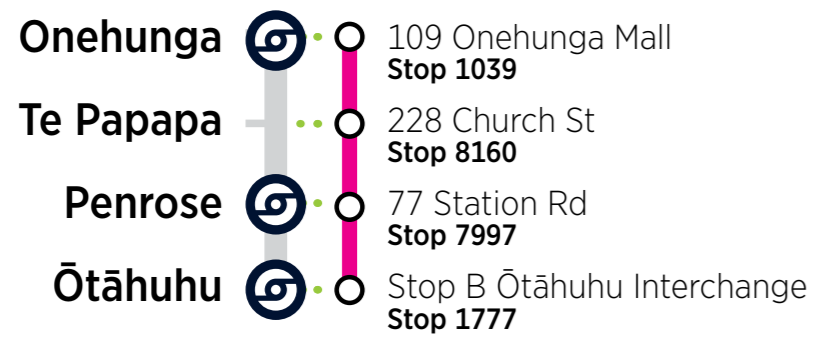 Onehunga
109 Onehunga Mall
Stop 1039
Te Papapa
228 Church St
Stop 8160
Penrose
77 Station Rd
Stop 7997
Ōtāhuhu
Stop B Ōtāhuhu Interchange
Stop 1777